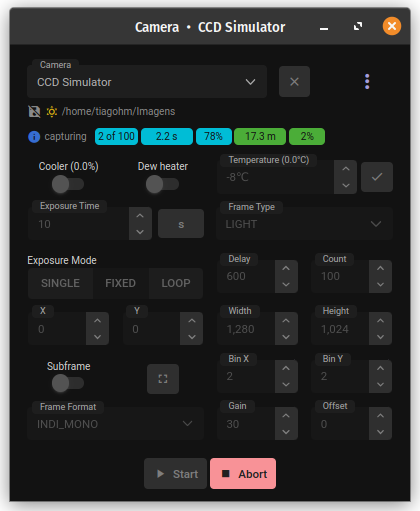 Camera • CCD Simulator
Camera
CCD Simulator
/home/tiagohm/Imagens
capturing 2 of 100 2.2 s 78% 17.3 m 2%
Cooler (0.0%) Dew heater Temperature (0.0°C)
-8°C
Exposure Time Frame Type
10 s LIGHT
Exposure Mode Delay Count
SINGLE FIXED LOOP 600 100
X Y Width Height
0 0 1,280 1,024
Subframe Bin X Bin Y
2 2
Frame Format Gain Offset
INDI_MONO 30 0
Start Abort